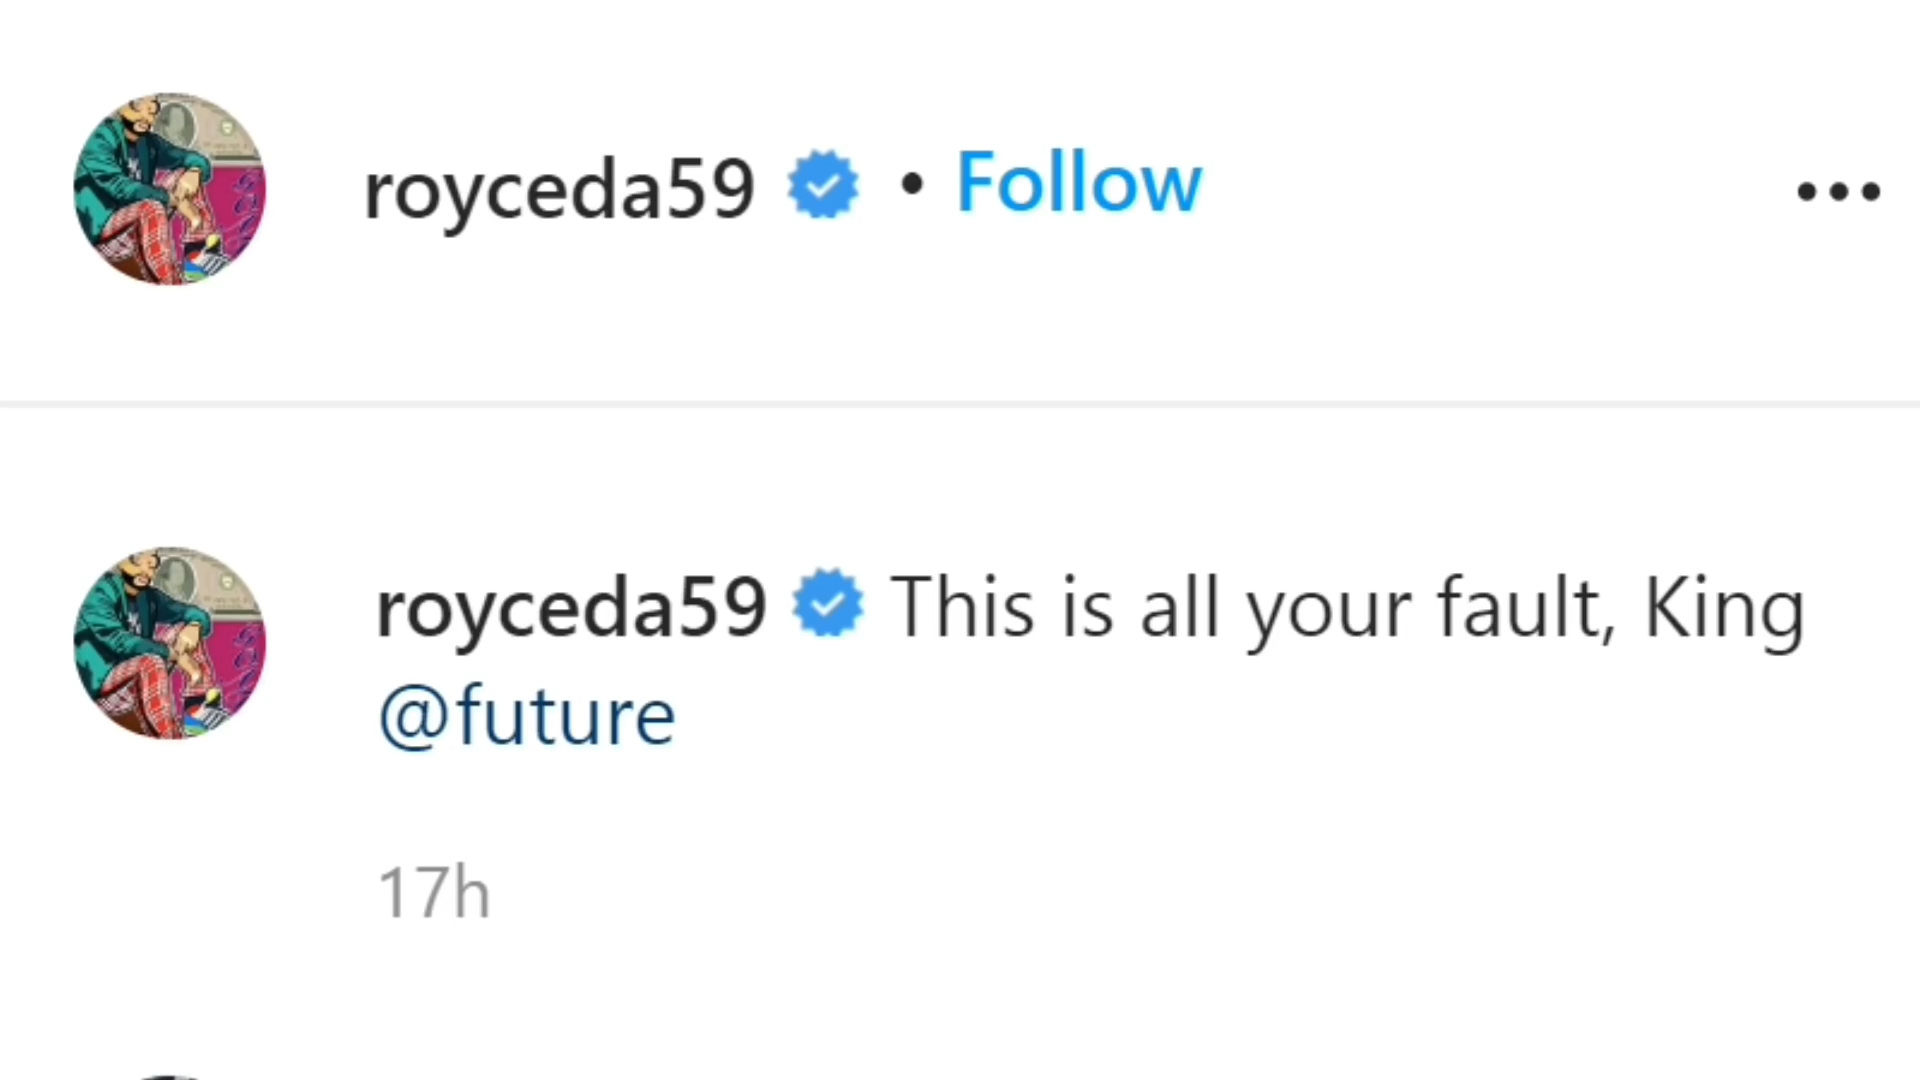 royceda59 • Follow
royceda59 This is all your fault, King
@future
17h